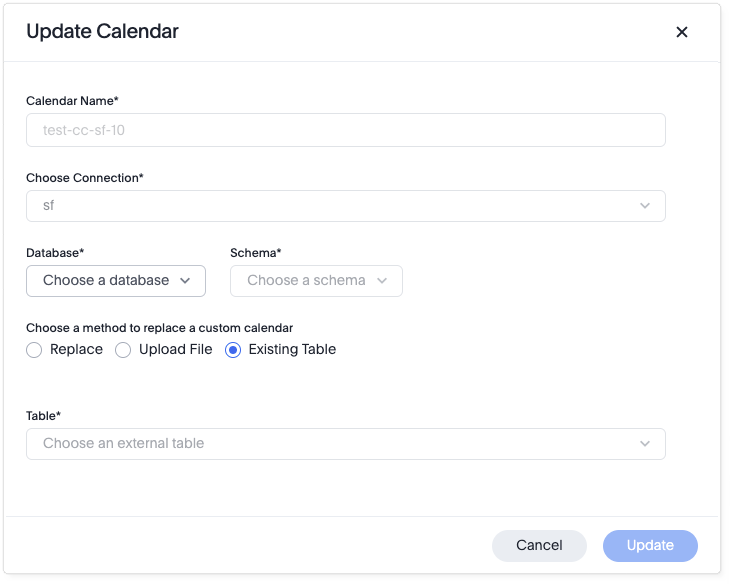 Update Calendar
Calendar Name*
test-cc-sf-10
Choose Connection*
sf
Database* Schema*
Choose a database Choose a schema
Choose a method to replace a custom calendar
Replace Upload File Existing Table
Table*
Choose an external table
Cancel Update